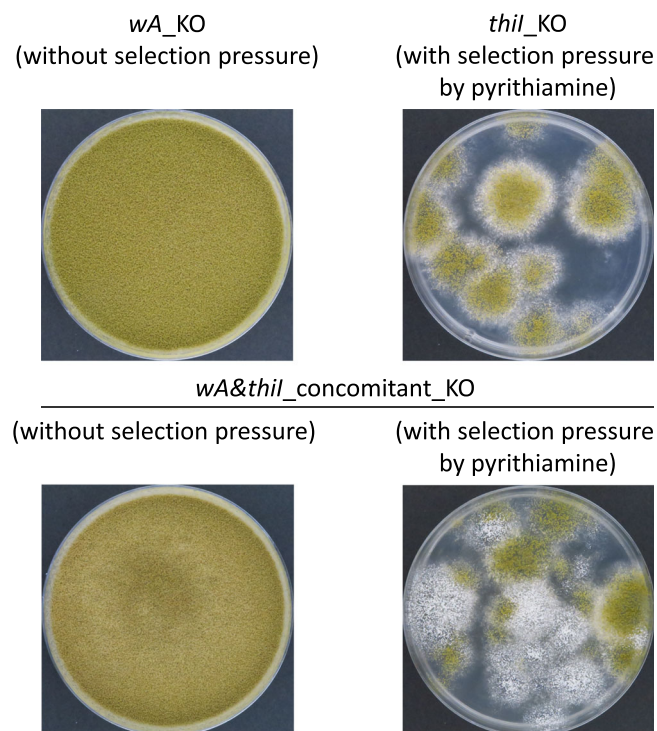 wA_KO
(without selection pressure)
thiI_KO
(with selection pressure
by pyrithiamine)
wA&thiI_concomitant_KO
(without selection pressure)
(with selection pressure
by pyrithiamine)